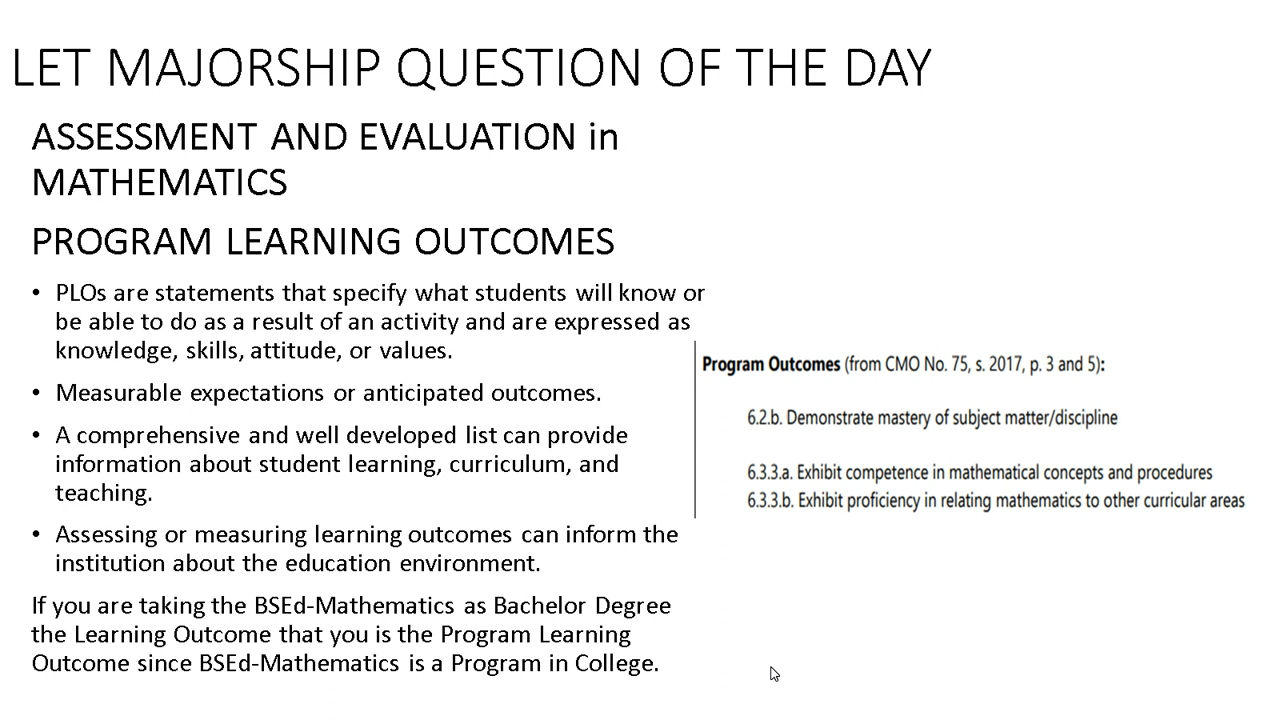 LET MAJORSHIP QUESTION OF THE DAY
ASSESSMENT AND EVALUATION in
MATHEMATICS
PROGRAM LEARNING OUTCOMES
• PLOs are statements that specify what students will know or
be able to do as a result of an activity and are expressed as
knowledge, skills, attitude, or values.
• Measurable expectations or anticipated outcomes.
• A comprehensive and well developed list can provide
information about student learning, curriculum, and
teaching.
• Assessing or measuring learning outcomes can inform the
institution about the education environment.
If you are taking the BSEd-Mathematics as Bachelor Degree
the Learning Outcome that you is the Program Learning
Outcome since BSEd-Mathematics is a Program in College.
Program Outcomes (from CMO No. 75, s. 2017, p. 3 and 5):
6.2.b. Demonstrate mastery of subject matter/discipline
6.3.3.a. Exhibit competence in mathematical concepts and procedures
6.3.3.b. Exhibit proficiency in relating mathematics to other curricular areas